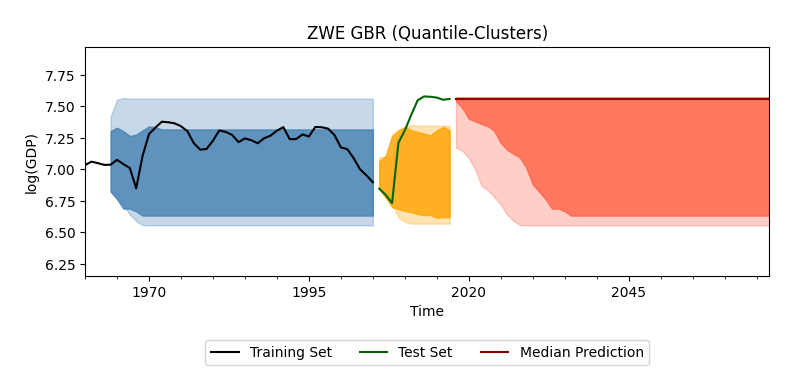 ZWE GBR (Quantile-Clusters)
7.75
7.50
7.25
7.00
6.75
6.50
6.25
log(GDP)
1970 1995 2020 2045
Time
Training Set Test Set Median Prediction